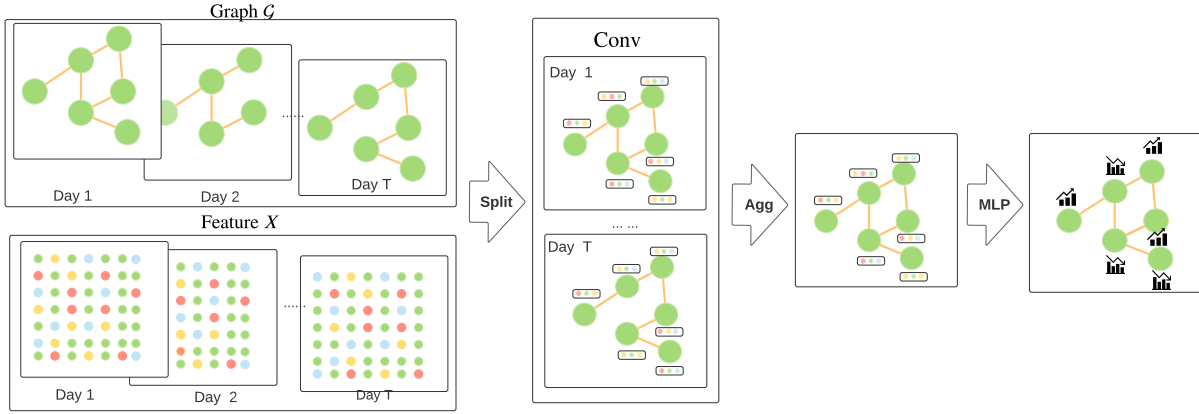 Graph 𝒢
Day 1
Day 2
......
Day T
Feature X
Day 1
Day 2
......
Day T
Split
Conv
Day 1
... ...
Day T
Agg
MLP